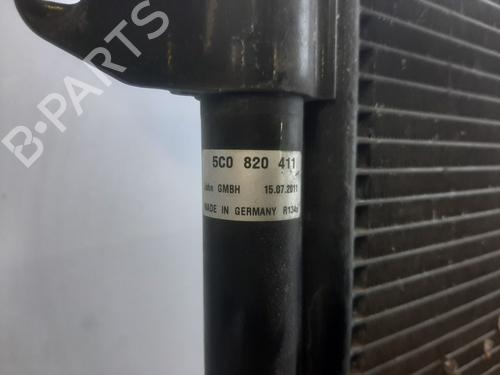 B-PARTS
5C0 820 411
GMBH 15.07.2011
MADE IN GERMANY R134a